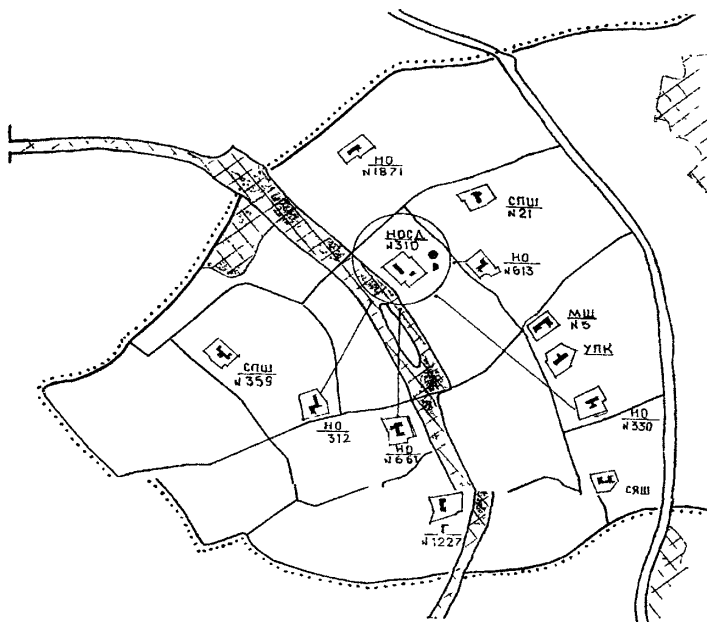 НО
N1871
СПШ
N21
НОСД
N310
НО
N613
МШ
N5
УПК
СПШ
N359
НО
312
НО
N661
НО
N330
СЯШ
Г
N1227